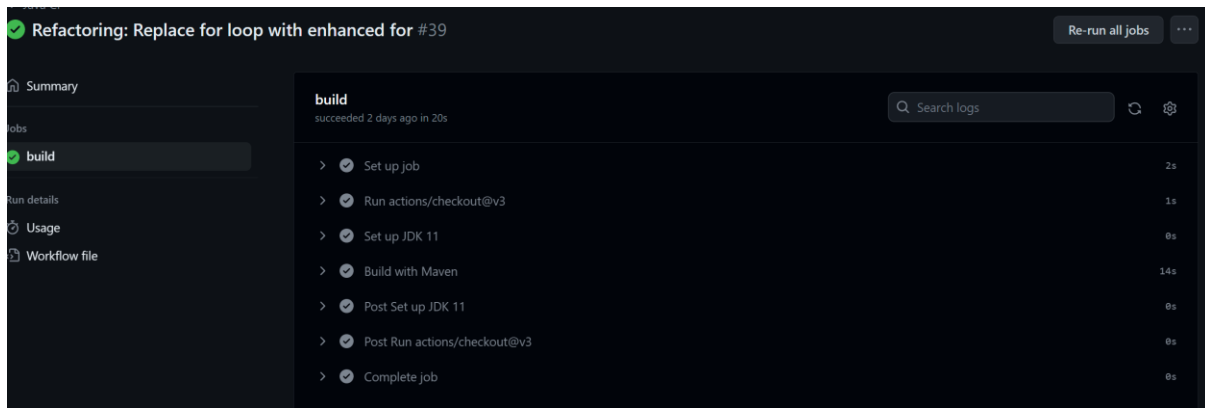 Refactoring: Replace for loop with enhanced for #39
Re-run all jobs
Summary
Jobs
build
Run details
Usage
Workflow file
build
succeeded 2 days ago in 20s
Search logs
Set up job 2s
Run actions/checkout@v3 1s
Set up JDK 11 0s
Build with Maven 14s
Post Set up JDK 11 0s
Post Run actions/checkout@v3 0s
Complete job 0s